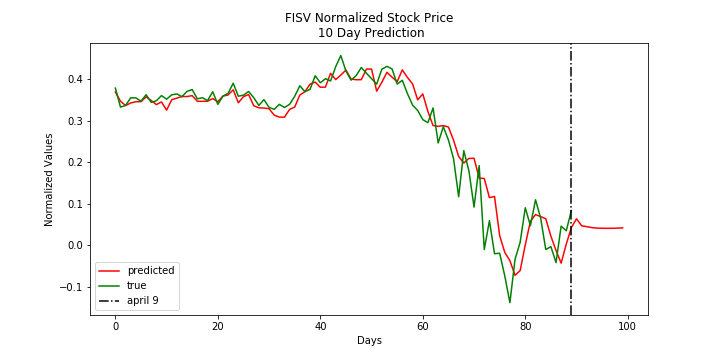 FISV Normalized Stock Price
10 Day Prediction
Normalized Values
0.4
0.3
0.2
0.1
0.0
−0.1
predicted
true
april 9
0
20
40
60
80
100
Days